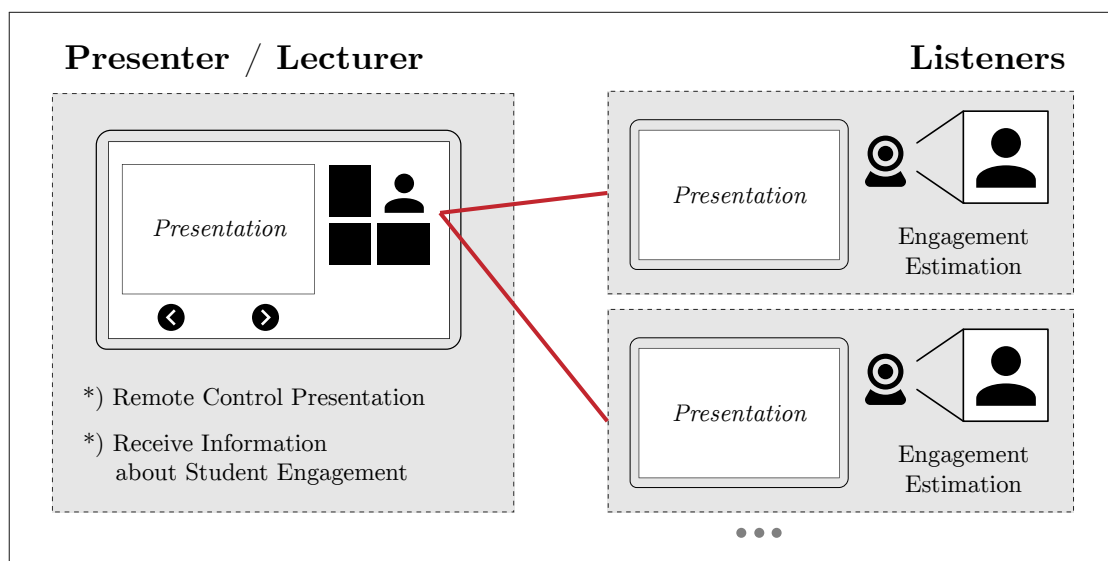 Presenter / Lecturer
Presentation
*) Remote Control Presentation
*) Receive Information
about Student Engagement
Listeners
Presentation
Engagement
Estimation
Presentation
Engagement
Estimation